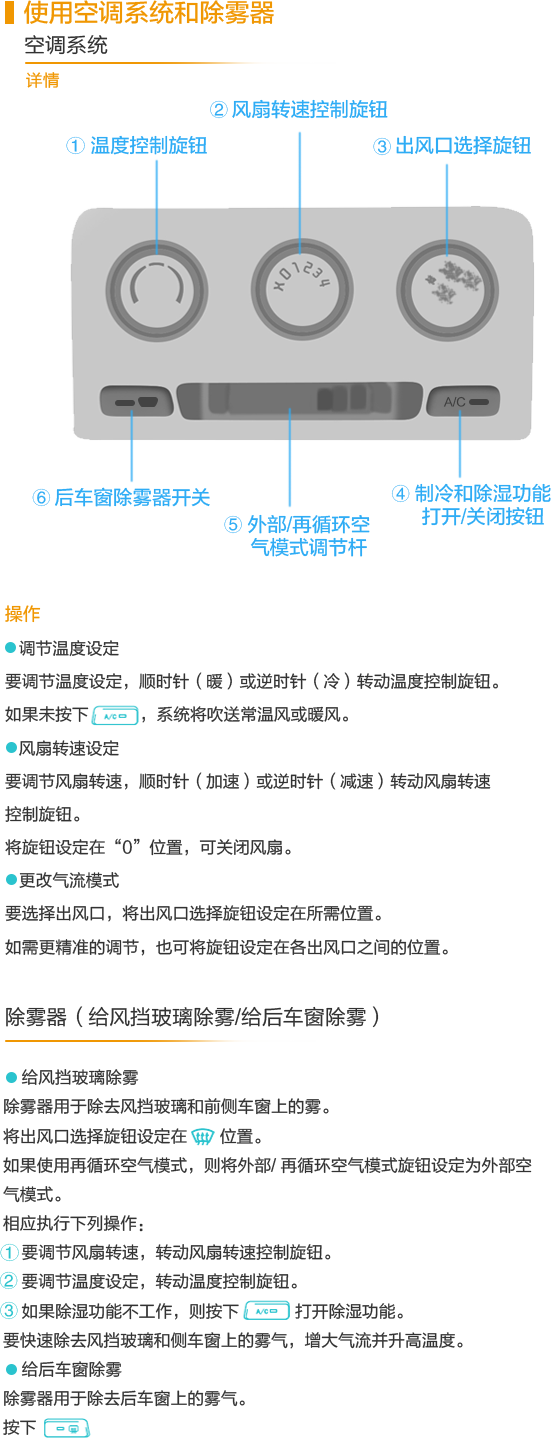 使用空调系统和除雾器
空调系统
详情
② 风扇转速控制旋钮
① 温度控制旋钮
③ 出风口选择旋钮
X01234
A/C
⑥ 后车窗除雾器开关
④ 制冷和除湿功能
打开/关闭按钮
⑤ 外部/再循环空
气模式调节杆
操作
●调节温度设定
要调节温度设定，顺时针（暖）或逆时针（冷）转动温度控制旋钮。
如果未按下 A/C ，系统将吹送常温风或暖风。
●风扇转速设定
要调节风扇转速，顺时针（加速）或逆时针（减速）转动风扇转速
控制旋钮。
将旋钮设定在“0”位置，可关闭风扇。
●更改气流模式
要选择出风口，将出风口选择旋钮设定在所需位置。
如需更精准的调节，也可将旋钮设定在各出风口之间的位置。
除雾器（给风挡玻璃除雾/给后车窗除雾）
● 给风挡玻璃除雾
除雾器用于除去风挡玻璃和前侧车窗上的雾。
将出风口选择旋钮设定在 位置。
如果使用再循环空气模式，则将外部/ 再循环空气模式旋钮设定为外部空
气模式。
相应执行下列操作：
① 要调节风扇转速，转动风扇转速控制旋钮。
② 要调节温度设定，转动温度控制旋钮。
③ 如果除湿功能不工作，则按下 A/C 打开除湿功能。
要快速除去风挡玻璃和侧车窗上的雾气，增大气流并升高温度。
● 给后车窗除雾
除雾器用于除去后车窗上的雾气。
按下